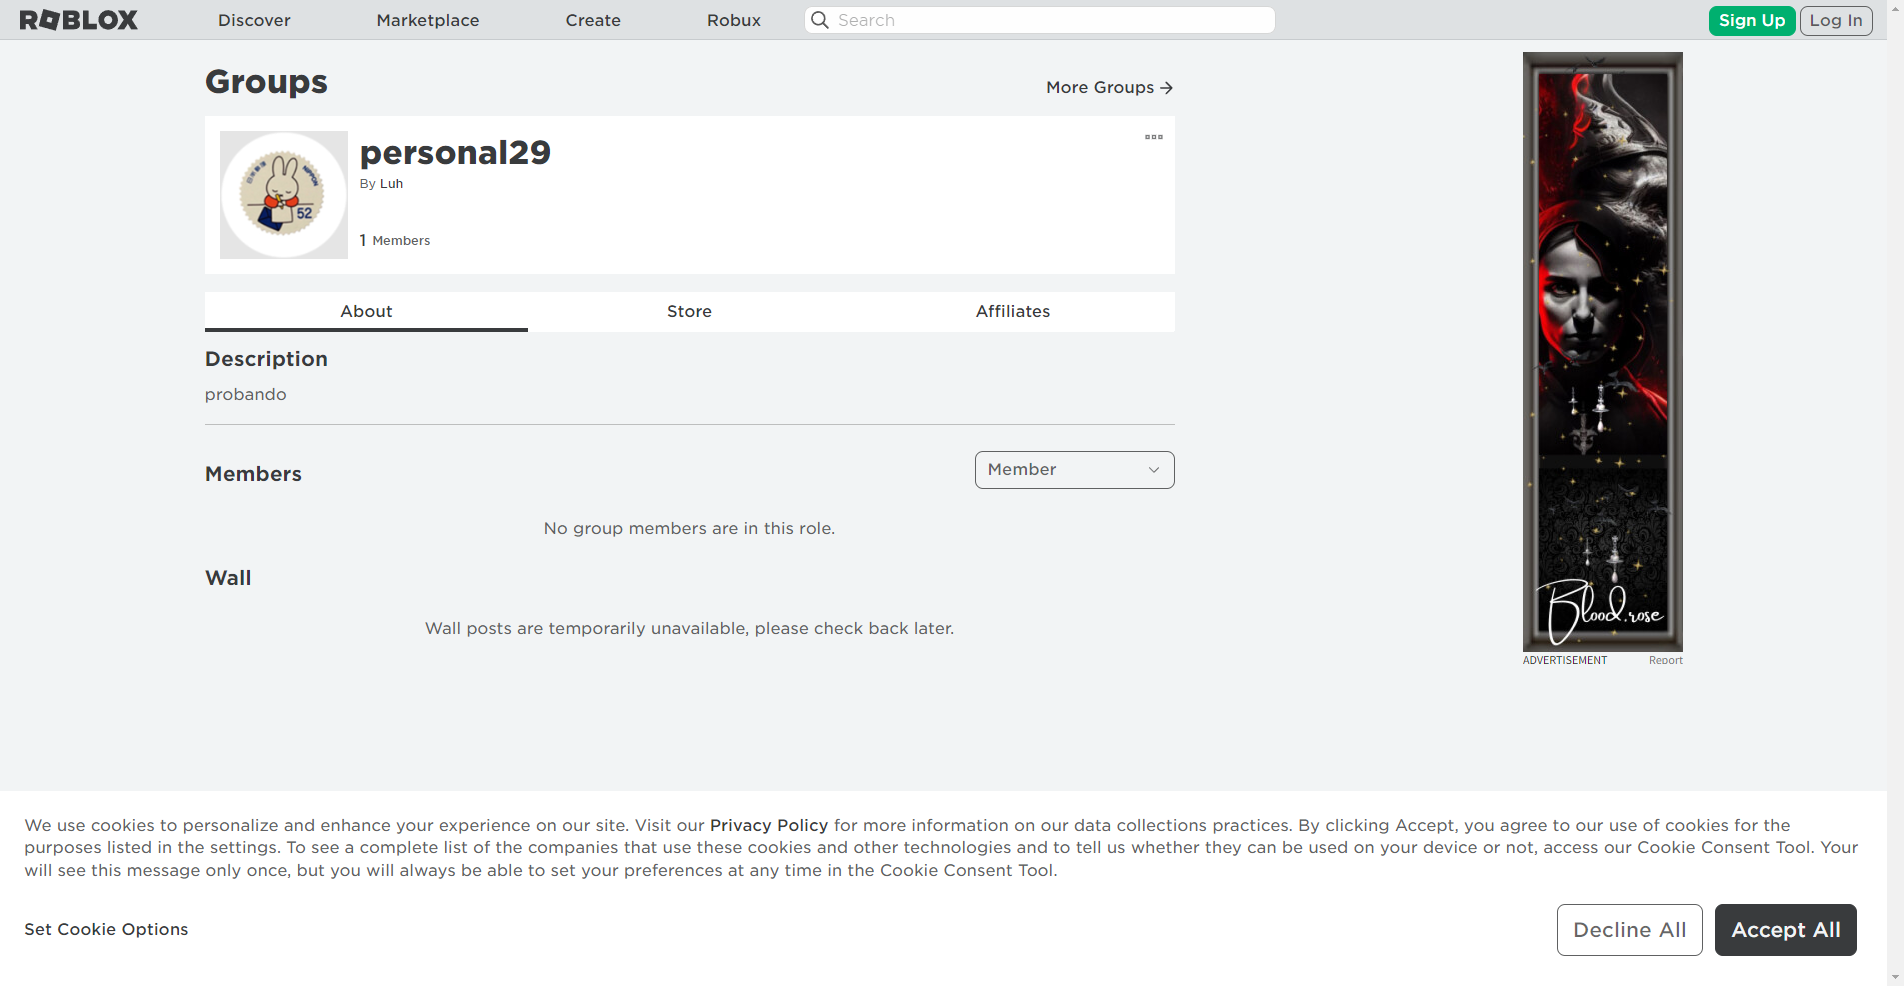 ROBLOX Discover Marketplace Create Robux Search Sign Up Log In
Groups
More Groups
personal29
By Luh
1 Members
NIPPON
52
About Store Affiliates
Description
probando
Members
Member
No group members are in this role.
Wall
Wall posts are temporarily unavailable, please check back later.
Blood.rose
ADVERTISEMENT Report
We use cookies to personalize and enhance your experience on our site. Visit our Privacy Policy for more information on our data collections practices. By clicking Accept, you agree to our use of cookies for the
purposes listed in the settings. To see a complete list of the companies that use these cookies and other technologies and to tell us whether they can be used on your device or not, access our Cookie Consent Tool. Your
will see this message only once, but you will always be able to set your preferences at any time in the Cookie Consent Tool.
Set Cookie Options
Decline All Accept All